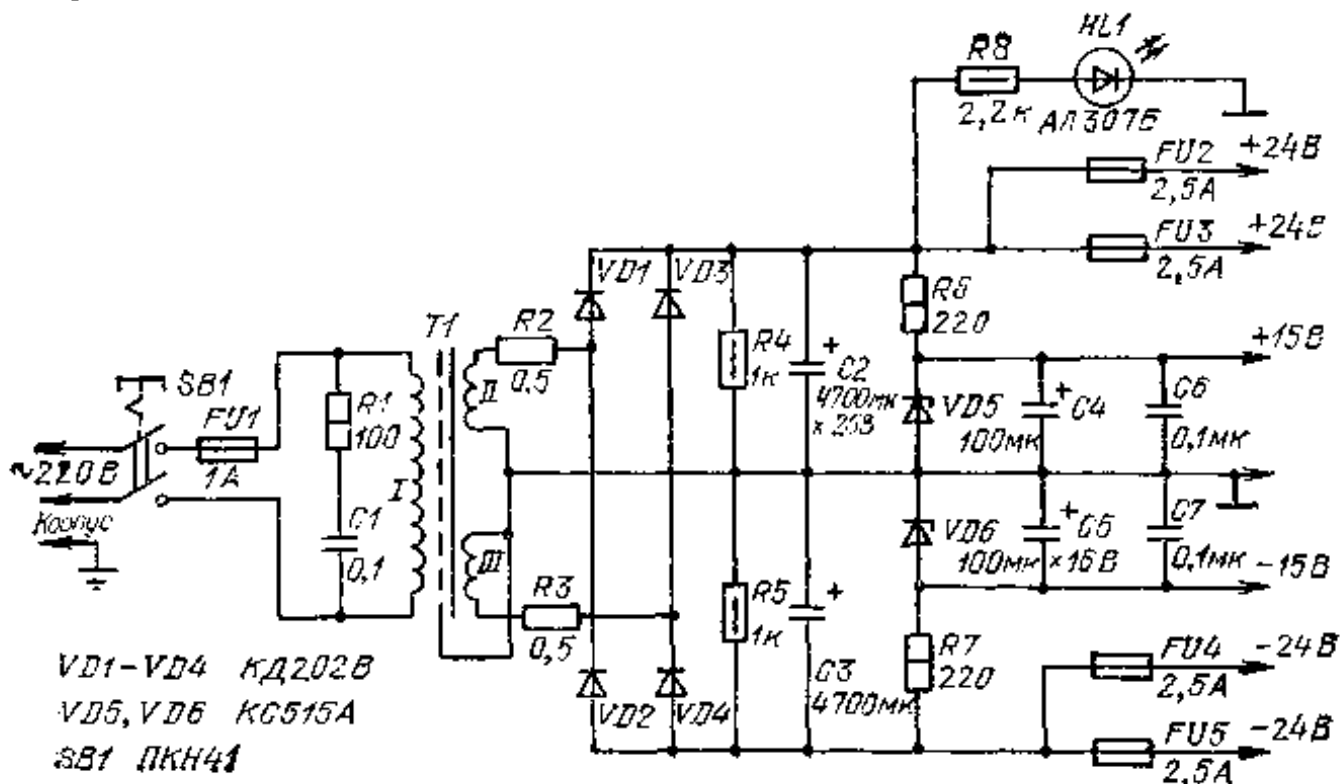 HL1
R8
2,2к
АЛ307Б
FU2
+24В
2,5А
FU3
+24В
2,5А
VD1
VD3
R6
220
T1
R2
0,5
R4
1к
C2
4700мк
× 25В
+15В
VD5
100мк
C4
C6
0,1мк
SB1
FU1
1А
~220В
Корпус
R1
100
C1
0,1
I
II
III
R3
0,5
R5
1к
C3
4700мк
VD6
C5
100мк × 16В
C7
0,1мк
-15В
R7
220
FU4
-24В
2,5А
FU5
-24В
2,5А
VD2
VD4
VD1-VD4 КД202В
VD5, VD6 КС515А
SB1 ПКН41